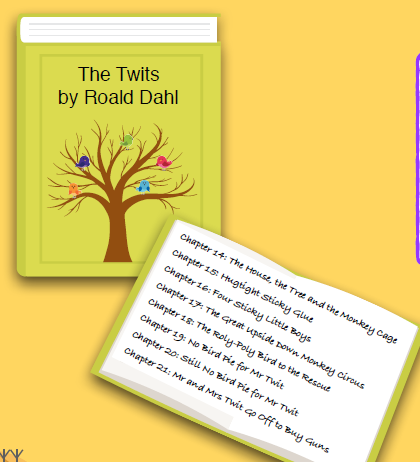 The Twits
by Roald Dahl
Chapter 14: The House, the Tree and the Monkey Cage
Chapter 15: Hugtight Sticky Glue
Chapter 16: Four Sticky Little Boys
Chapter 17: The Great Upside Down Monkey Circus
Chapter 18: The Roly-Poly Bird to the Rescue
Chapter 19: No Bird Pie for Mr Twit
Chapter 20: Still No Bird Pie for Mr Twit
Chapter 21: Mr and Mrs Twit Go Off to Buy Guns